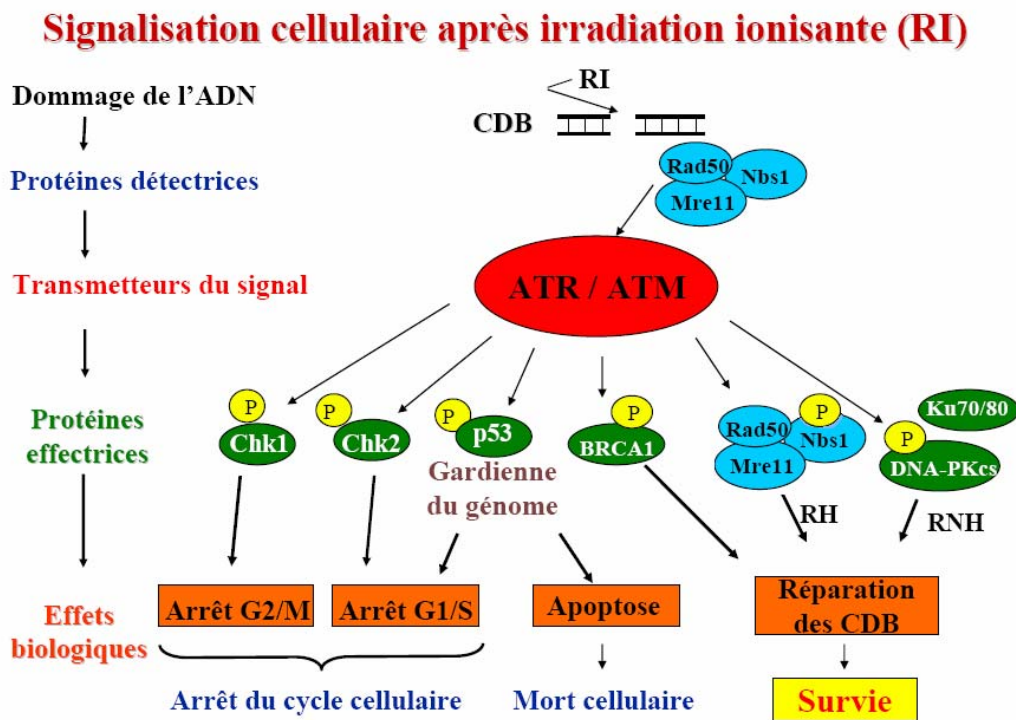 Signalisation cellulaire après irradiation ionisante (RI)
Dommage de l'ADN
RI
CDB
Protéines détectrices
Rad50
Nbs1
Mre11
Transmetteurs du signal
ATR / ATM
Protéines
effectrices
P
Chk1
P
Chk2
P
p53
Gardienne
du génome
P
BRCA1
P
Rad50
Nbs1
Mre11
Ku70/80
P
DNA-PKcs
RH
RNH
Effets
biologiques
Arrêt G2/M
Arrêt G1/S
Apoptose
Réparation
des CDB
Arrêt du cycle cellulaire
Mort cellulaire
Survie